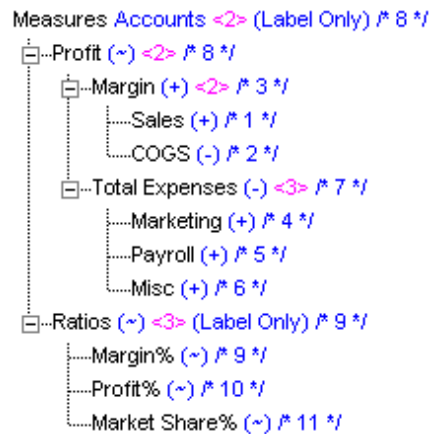 Measures Accounts <2> (Label Only) /* 8 */
Profit (~) <2> /* 8 */
Margin (+) <2> /* 3 */
Sales (+) /* 1 */
COGS (-) /* 2 */
Total Expenses (-) <3> /* 7 */
Marketing (+) /* 4 */
Payroll (+) /* 5 */
Misc (+) /* 6 */
Ratios (~) <3> (Label Only) /* 9 */
Margin% (~) /* 9 */
Profit% (~) /* 10 */
Market Share% (~) /* 11 */